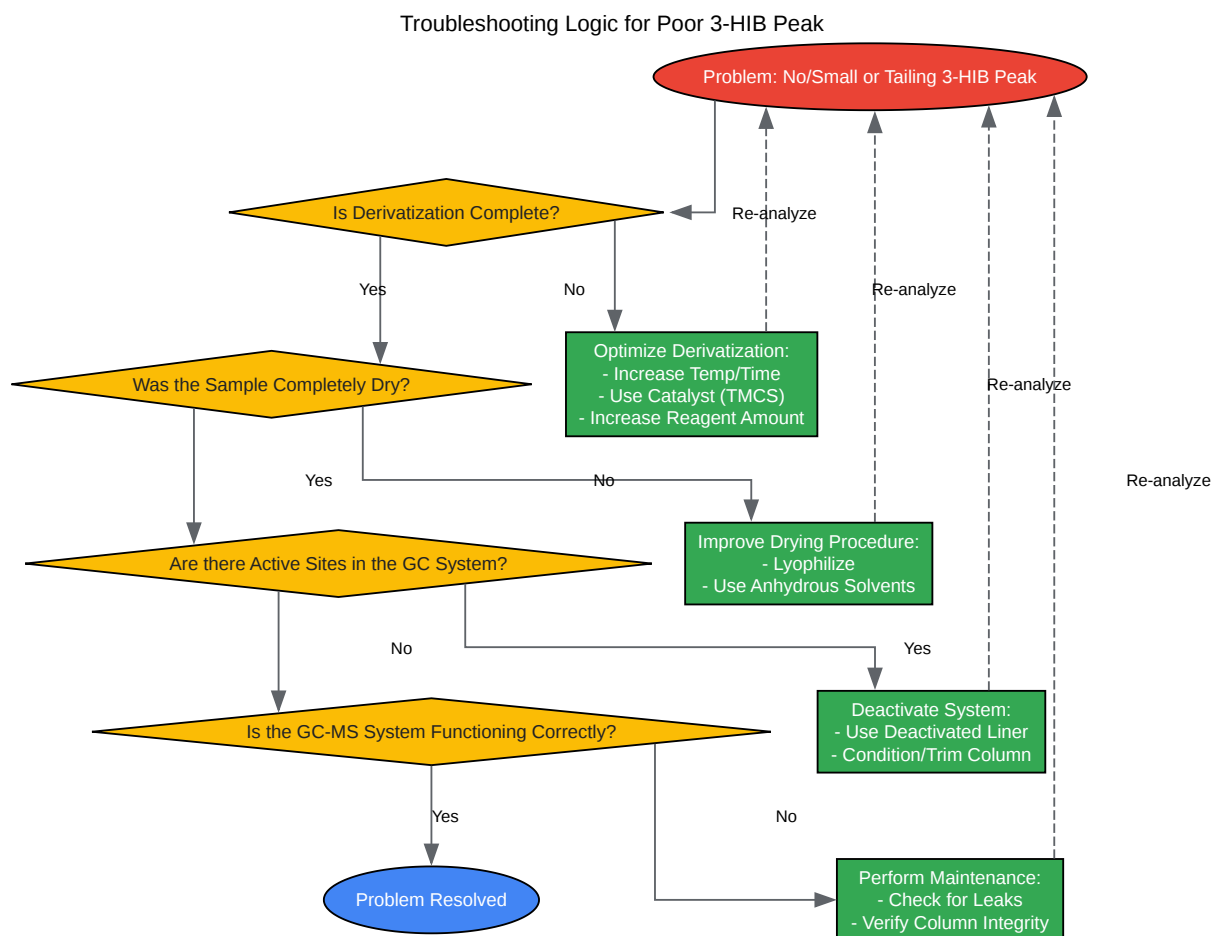 Troubleshooting Logic for Poor 3-HIB Peak
Problem: No/Small or Tailing 3-HIB Peak
Is Derivatization Complete?
Re-analyze
Yes
No
Re-analyze
Optimize Derivatization:
- Increase Temp/Time
- Use Catalyst (TMCS)
- Increase Reagent Amount
Was the Sample Completely Dry?
Re-analyze
Yes
No
Re-analyze
Improve Drying Procedure:
- Lyophilize
- Use Anhydrous Solvents
Are there Active Sites in the GC System?
No
Yes
Deactivate System:
- Use Deactivated Liner
- Condition/Trim Column
Is the GC-MS System Functioning Correctly?
Yes
No
Problem Resolved
Perform Maintenance:
- Check for Leaks
- Verify Column Integrity